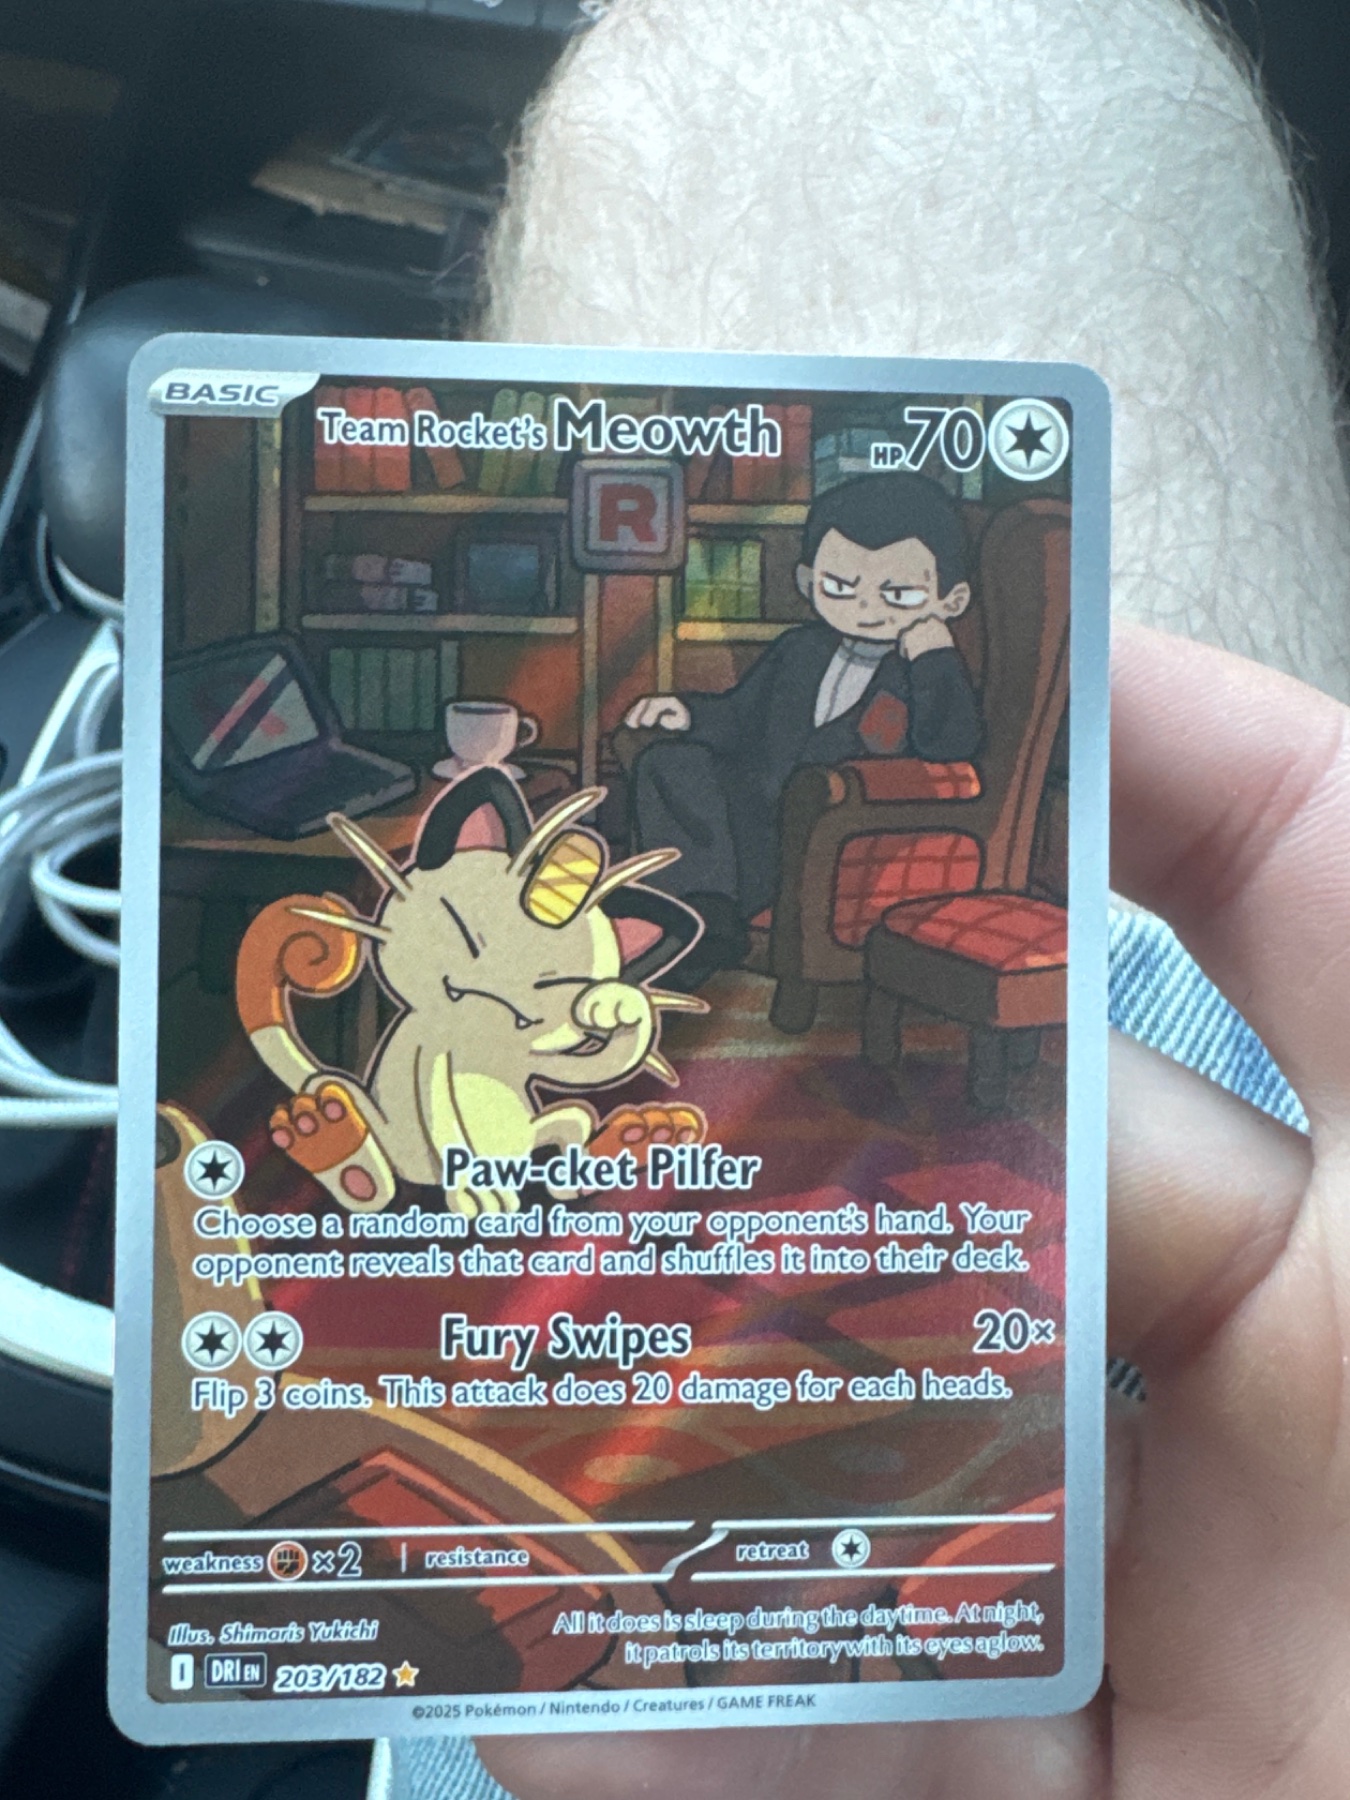 BASIC
Team Rocket's Meowth HP 70
R
R
Paw-cket Pilfer
Choose a random card from your opponent's hand. Your
opponent reveals that card and shuffles it into their deck.
Fury Swipes 20×
Flip 3 coins. This attack does 20 damage for each heads.
weakness ×2 resistance retreat
Illus. Shimaris Yukichi
All it does is sleep during the daytime. At night,
it patrols its territory with its eyes aglow.
I DRI EN 203/182
©2025 Pokémon / Nintendo / Creatures / GAME FREAK